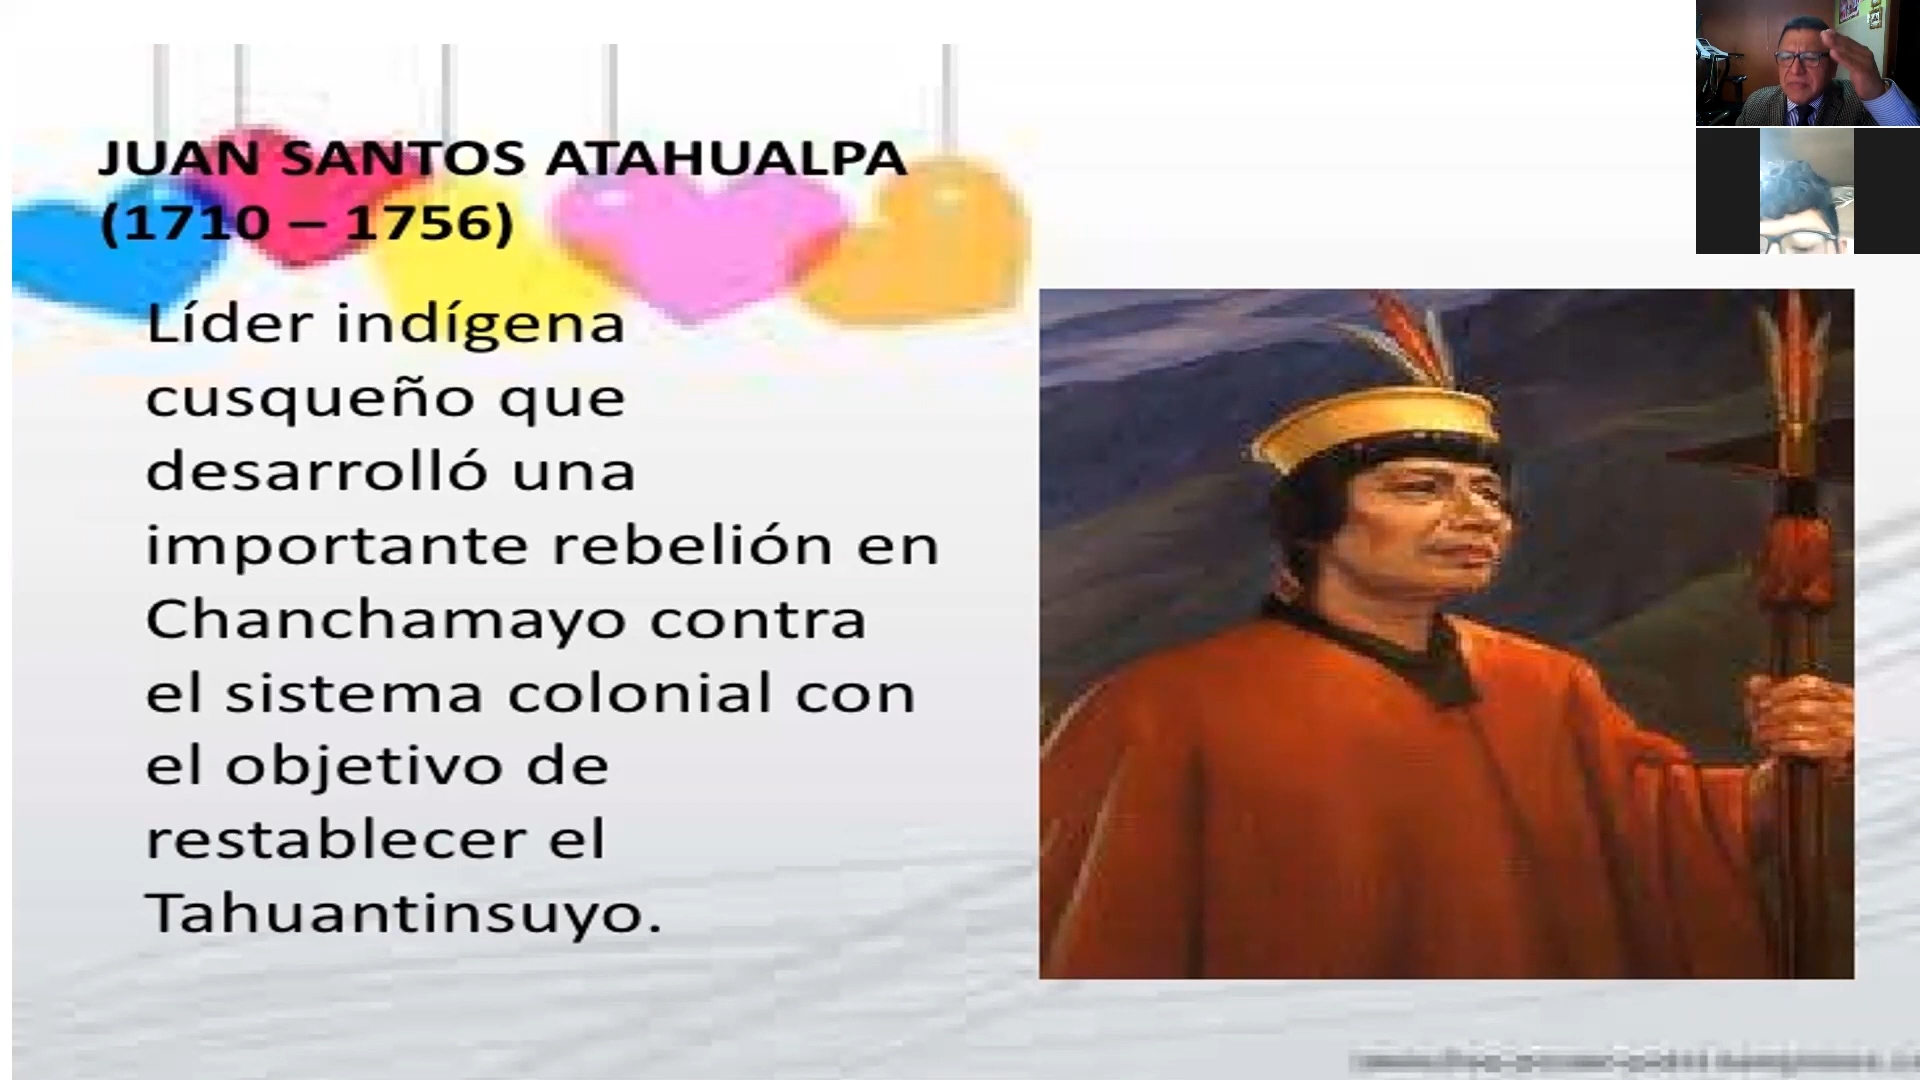 JUAN SANTOS ATAHUALPA
(1710 – 1756)
Líder indígena
cusqueño que
desarrolló una
importante rebelión en
Chanchamayo contra
el sistema colonial con
el objetivo de
restablecer el
Tahuantinsuyo.